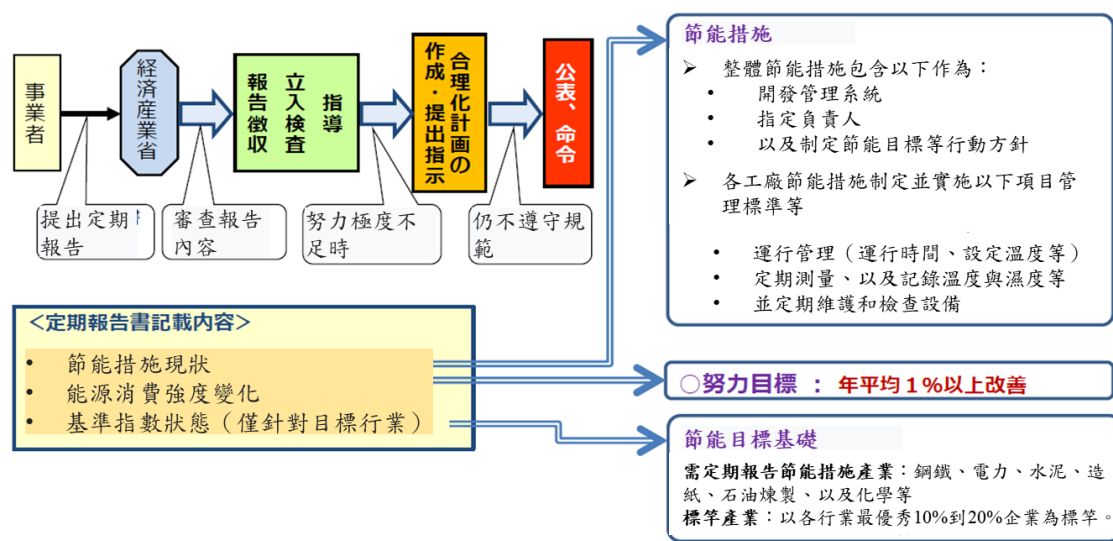 事業者
経済産業省
報告徴収
立入検査
指導
合理化計画の
作成・提出指示
公表、命令
提出定期
報告
審查報告
內容
努力極度不
足時
仍不遵守規
範
＜定期報告書記載內容＞
• 節能措施現狀
• 能源消費強度變化
• 基準指數狀態（僅針對目標行業）
節能措施
➢ 整體節能措施包含以下作為：
• 開發管理系統
• 指定負責人
• 以及制定節能目標等行動方針
➢ 各工廠節能措施制定並實施以下項目管
理標準等
• 運行管理（運行時間、設定溫度等）
• 定期測量、以及記錄溫度與濕度等
• 並定期維護和檢查設備
○努力目標 ： 年平均１%以上改善
節能目標基礎
需定期報告節能措施產業：鋼鐵、電力、水泥、造
紙、石油煉製、以及化學等
標竿產業：以各行業最優秀10%到20%企業為標竿。